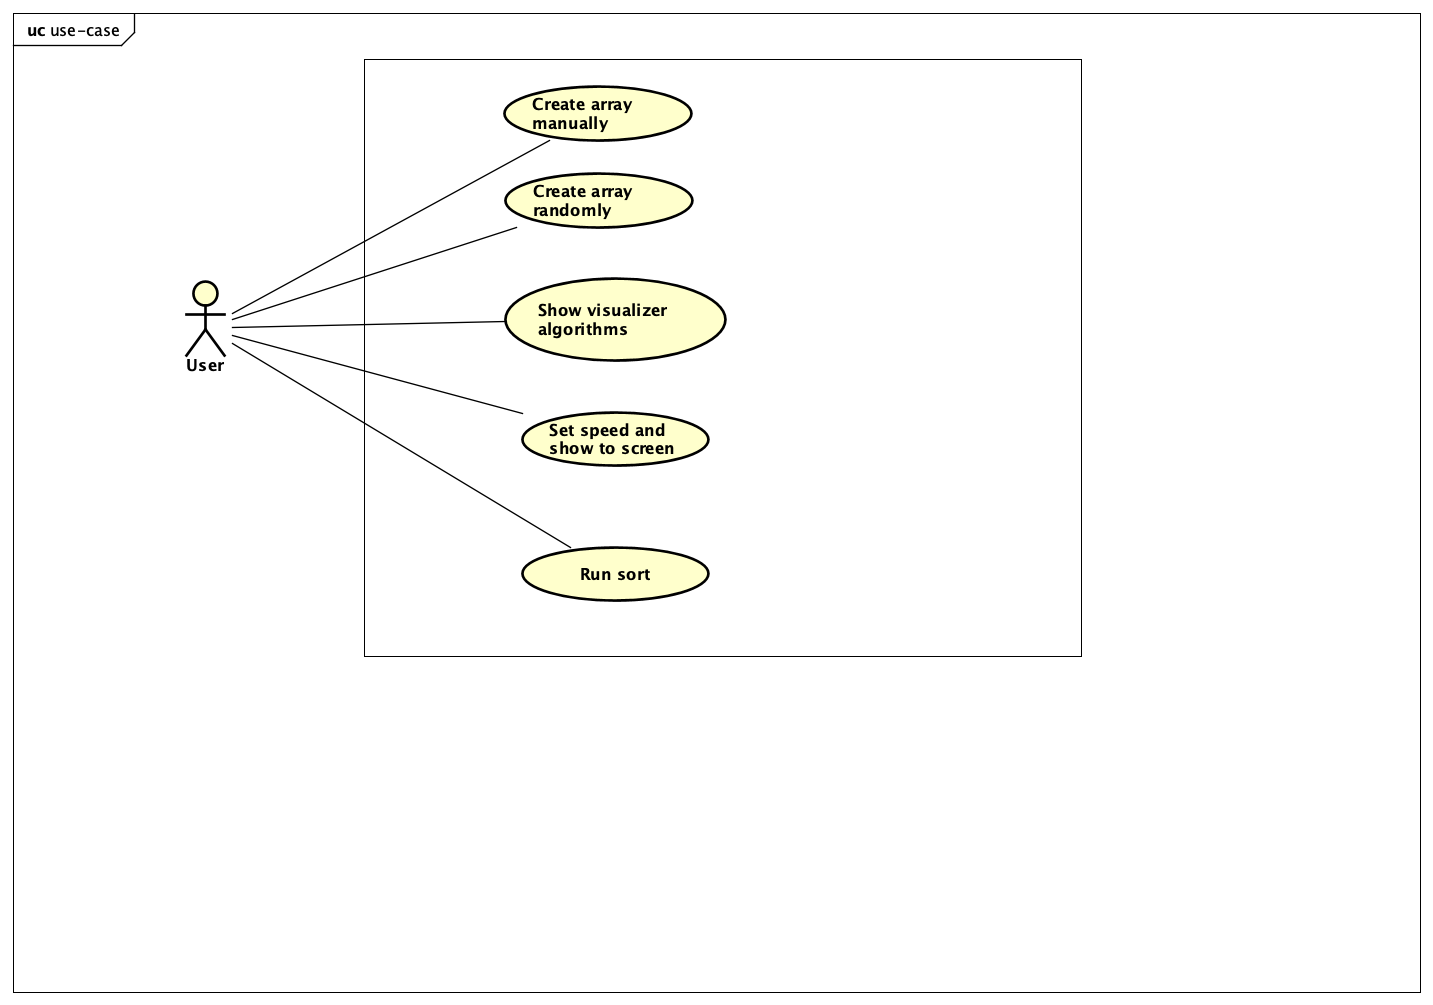 uc use-case
Create array
manually
Create array
randomly
Show visualizer
algorithms
User
Set speed and
show to screen
Run sort